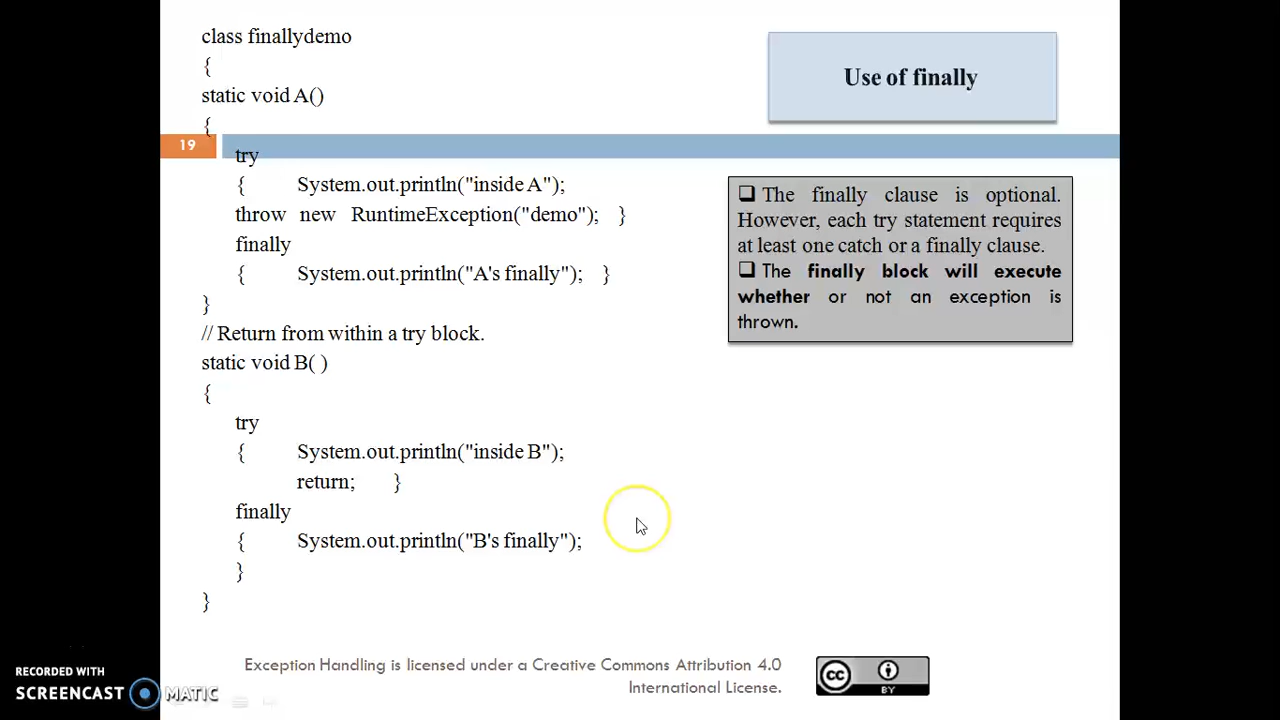 class finallydemo
{
static void A()
{
try
{ System.out.println("inside A");
throw new RuntimeException("demo"); }
finally
{ System.out.println("A's finally"); }
}
// Return from within a try block.
static void B( )
{
try
{ System.out.println("inside B");
return; }
finally
{ System.out.println("B's finally");
}
}
Use of finally
19
❑ The finally clause is optional.
However, each try statement requires
at least one catch or a finally clause.
❑ The finally block will execute
whether or not an exception is
thrown.
Exception Handling is licensed under a Creative Commons Attribution 4.0
International License.
cc
BY
RECORDED WITH
SCREENCAST MATIC